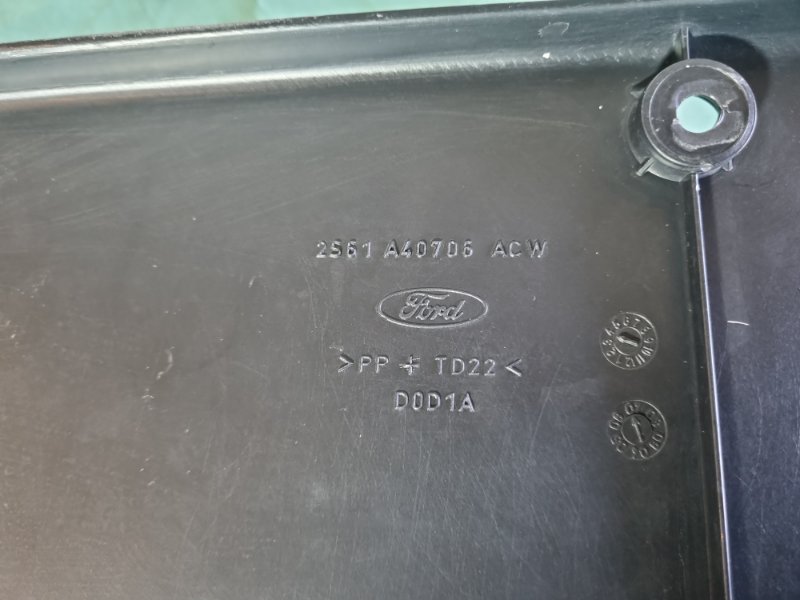 2S61 A40706 ACW
Ford
>PP + TD22<
D0D1A